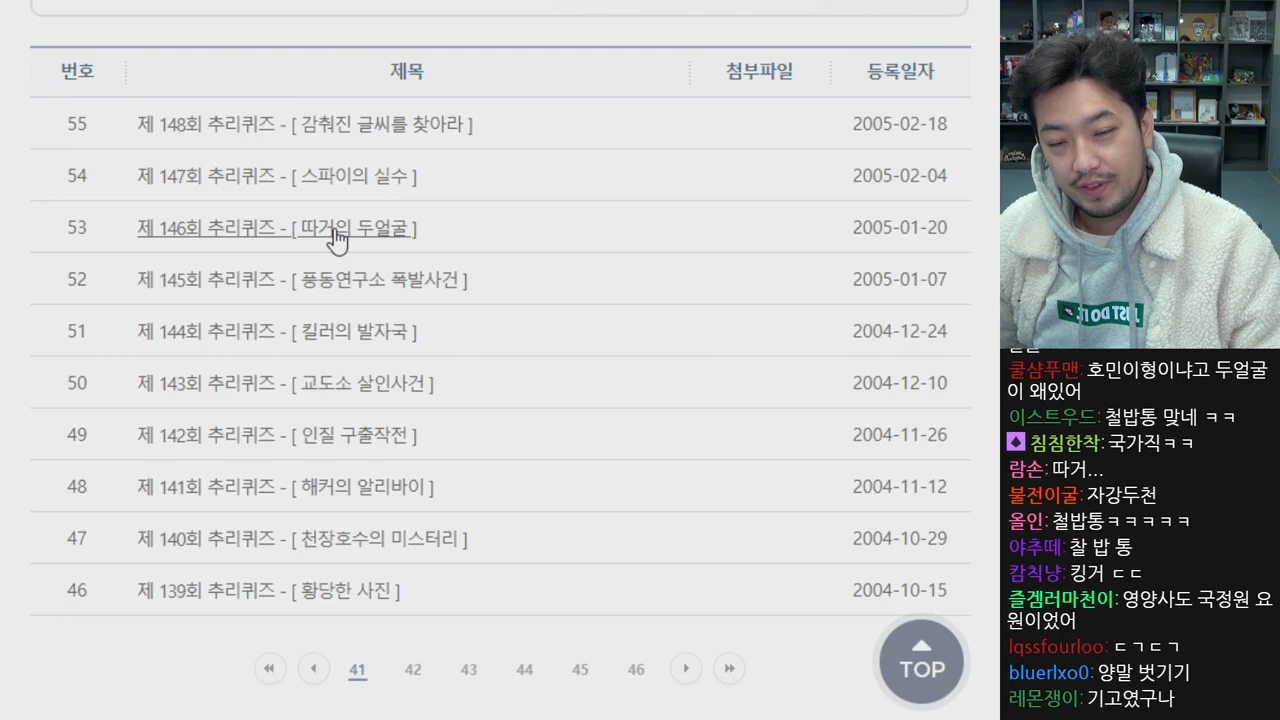 번호 제목 첨부파일 등록일자
55 제 148회 추리퀴즈 - [ 감춰진 글씨를 찾아라 ] 2005-02-18
54 제 147회 추리퀴즈 - [ 스파이의 실수 ] 2005-02-04
53 제 146회 추리퀴즈 - [ 따거의 두얼굴 ] 2005-01-20
52 제 145회 추리퀴즈 - [ 풍동연구소 폭발사건 ] 2005-01-07
51 제 144회 추리퀴즈 - [ 킬러의 발자국 ] 2004-12-24
50 제 143회 추리퀴즈 - [ 교도소 살인사건 ] 2004-12-10
49 제 142회 추리퀴즈 - [ 인질 구출작전 ] 2004-11-26
48 제 141회 추리퀴즈 - [ 해커의 알리바이 ] 2004-11-12
47 제 140회 추리퀴즈 - [ 천장호수의 미스터리 ] 2004-10-29
46 제 139회 추리퀴즈 - [ 황당한 사진 ] 2004-10-15
41 42 43 44 45 46
TOP
JUST DO IT.
쿨샴푸맨: 호민이형이냐고 두얼굴
이 왜있어
이스트우드: 철밥통 맞네 ㅋㅋ
침침한착: 국가직ㅋㅋ
람손: 따거...
불전이굴: 자강두천
올인: 철밥통ㅋㅋㅋㅋㅋ
야추떼: 찰 밥 통
캄칙냥: 킹거 ㄷㄷ
즐겜러마천이: 영양사도 국정원 요
원이었어
lqssfourloo: ㄷㄱㄷㄱ
bluerlxo0: 양말 벗기기
레몬쟁이: 기고였구나